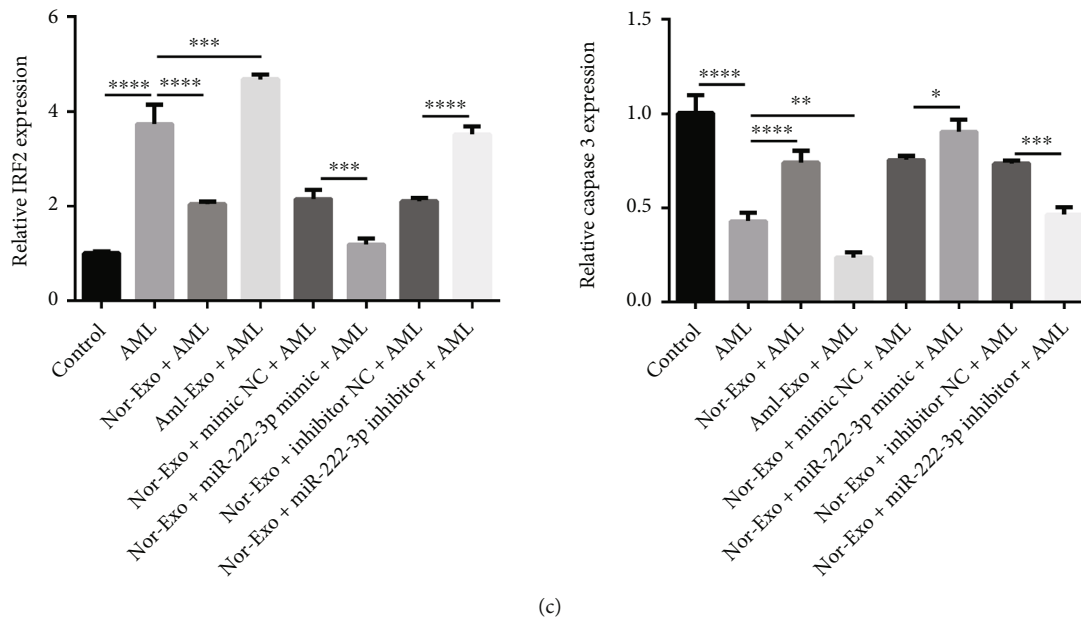 Relative IRF2 expression
6
4
2
0
****
****
***
***
****
Control
AML
Nor-Exo + AML
Aml-Exo + AML
Nor-Exo + mimic NC + AML
Nor-Exo + miR-222-3p mimic + AML
Nor-Exo + inhibitor NC + AML
Nor-Exo + miR-222-3p inhibitor + AML
Relative caspase 3 expression
1.5
1.0
0.5
0.0
****
****
**
*
***
Control
AML
Nor-Exo + AML
Aml-Exo + AML
Nor-Exo + mimic NC + AML
Nor-Exo + miR-222-3p mimic + AML
Nor-Exo + inhibitor NC + AML
Nor-Exo + miR-222-3p inhibitor + AML
(c)